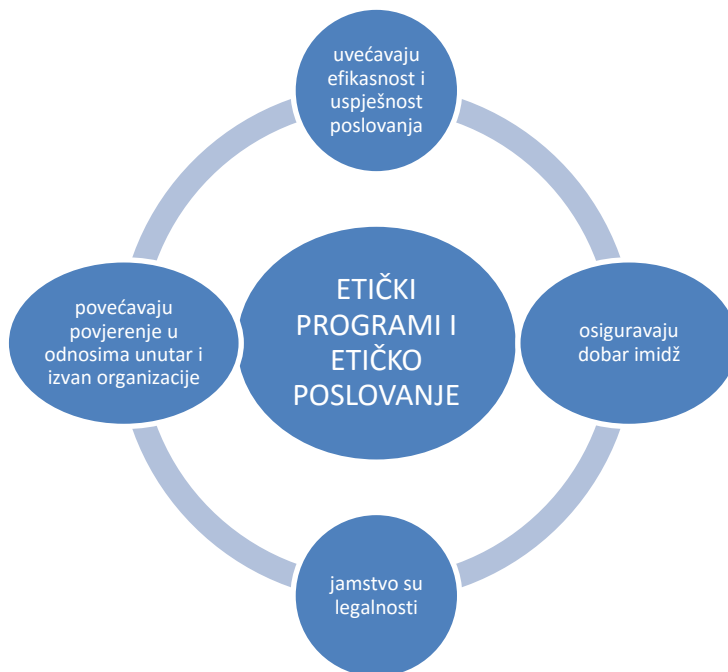 uvećavaju
efikasnost i
uspješnost
poslovanja
ETIČKI
PROGRAMI I
ETIČKO
POSLOVANJE
povećavaju
povjerenje u
odnosima unutar i
izvan organizacije
osiguravaju
dobar imidž
jamstvo su
legalnosti